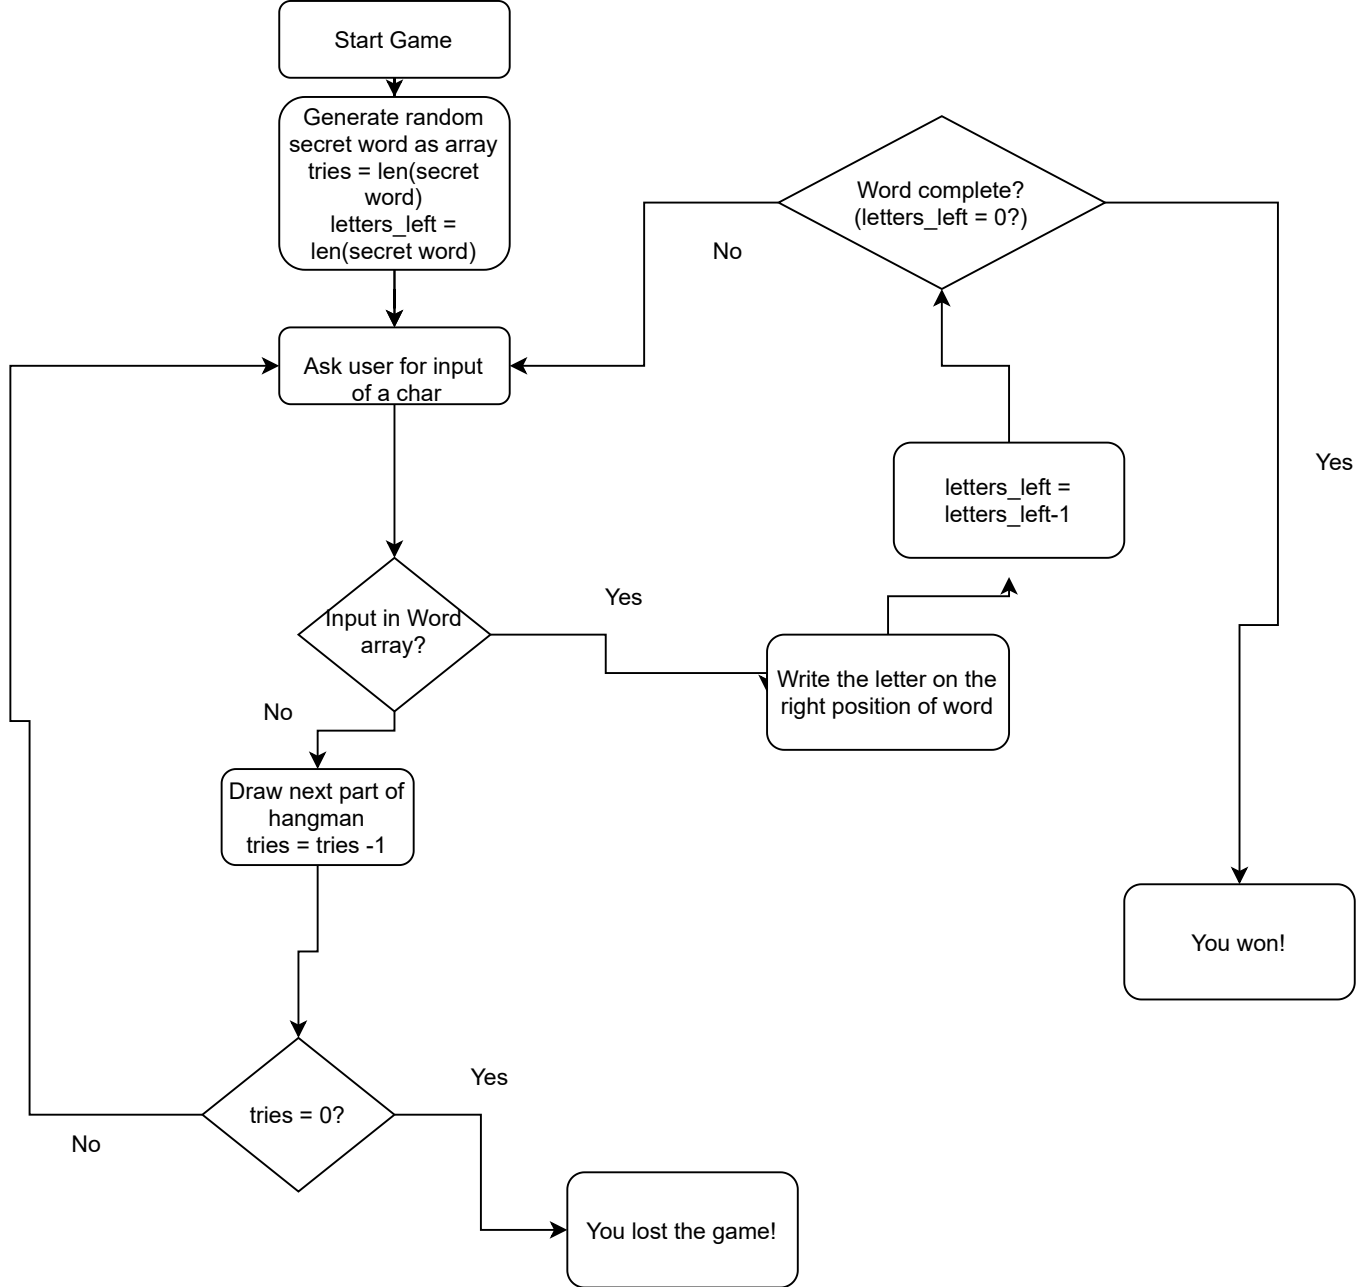 Start Game
Generate random
secret word as array
tries = len(secret
word)
letters_left =
len(secret word)
Word complete?
(letters_left = 0?)
No
Ask user for input
of a char
Yes
letters_left =
letters_left-1
Yes
Input in Word
array?
Write the letter on the
right position of word
No
Draw next part of
hangman
tries = tries -1
You won!
Yes
tries = 0?
No
You lost the game!